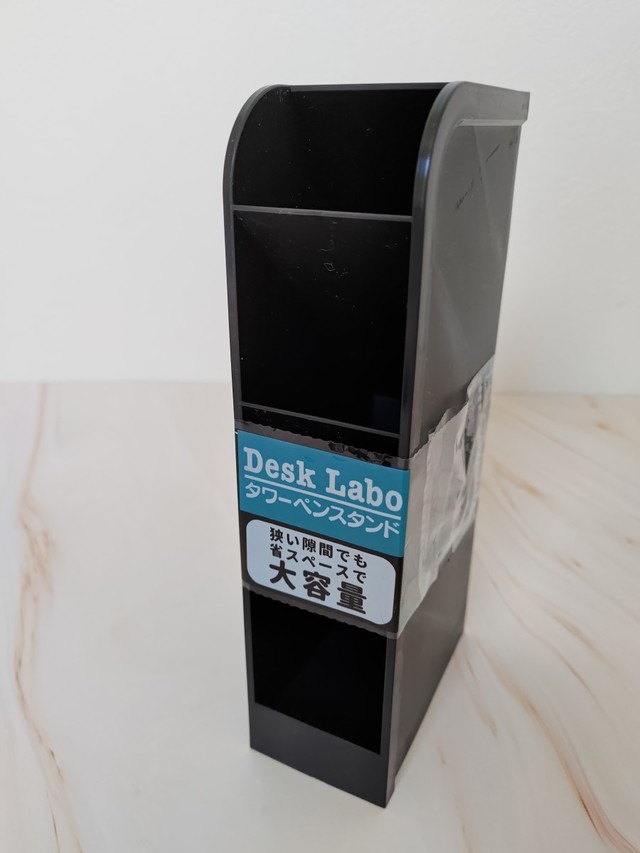 Desk Labo
タワーペンスタンド
狭い隙間でも
省スペースで
大容量